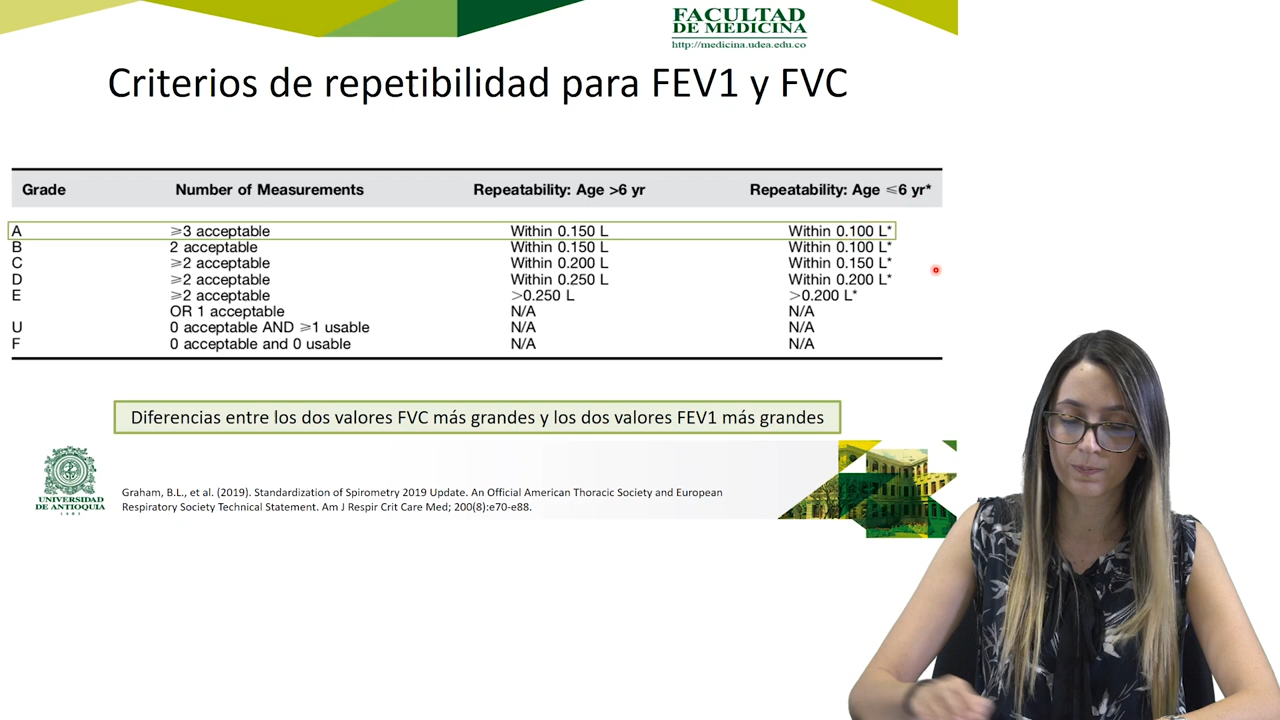 FACULTAD
DE MEDICINA
http://medicina.udea.edu.co
Criterios de repetibilidad para FEV1 y FVC
Grade Number of Measurements Repeatability: Age >6 yr Repeatability: Age ⩽6 yr*
A ⩾3 acceptable Within 0.150 L Within 0.100 L*
B 2 acceptable Within 0.150 L Within 0.100 L*
C ⩾2 acceptable Within 0.200 L Within 0.150 L*
D ⩾2 acceptable Within 0.250 L Within 0.200 L*
E ⩾2 acceptable >0.250 L >0.200 L*
OR 1 acceptable N/A N/A
U 0 acceptable AND ⩾1 usable N/A N/A
F 0 acceptable and 0 usable N/A N/A
Diferencias entre los dos valores FVC más grandes y los dos valores FEV1 más grandes
UNIVERSIDAD
DE ANTIOQUIA
1803
Graham, B.L., et al. (2019). Standardization of Spirometry 2019 Update. An Official American Thoracic Society and European
Respiratory Society Technical Statement. Am J Respir Crit Care Med; 200(8):e70-e88.